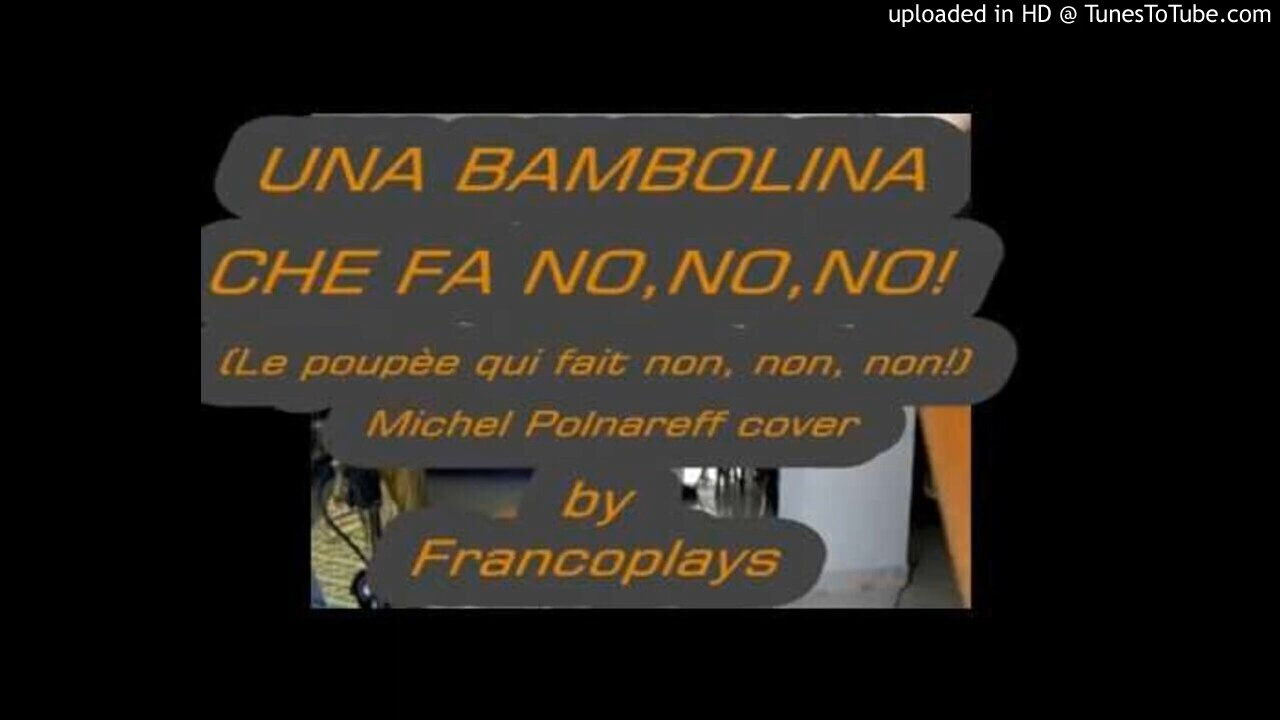 uploaded in HD @ TunesToTube.com
UNA BAMBOLINA
CHE FA NO,NO,NO!
(Le poupèe qui fait non, non, non!)
Michel Polnareff cover
by
Francoplays